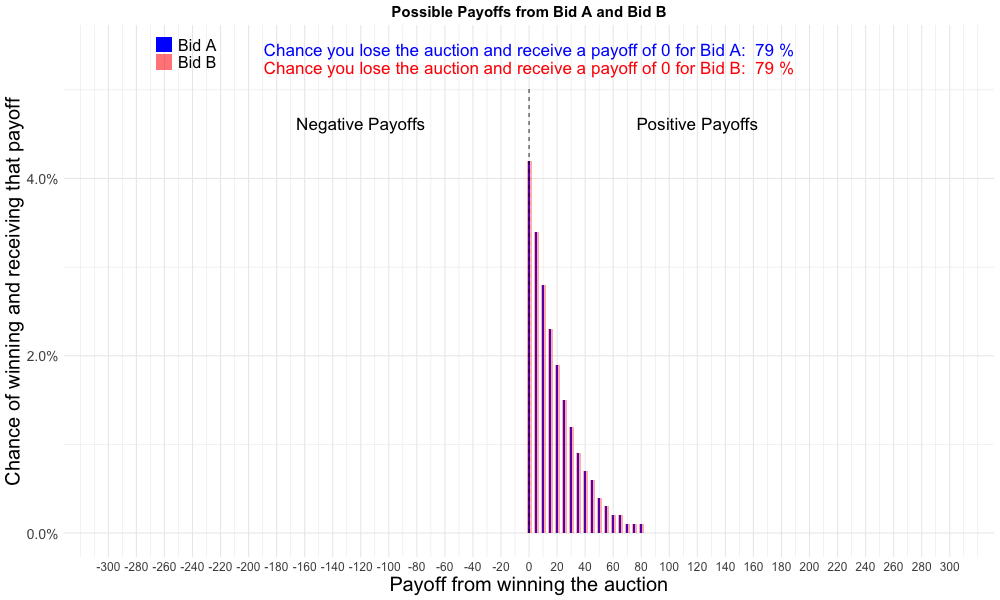 Possible Payoffs from Bid A and Bid B
Bid A
Bid B
Chance you lose the auction and receive a payoff of 0 for Bid A:  79 %
Chance you lose the auction and receive a payoff of 0 for Bid B:  79 %
Negative Payoffs
Positive Payoffs
Chance of winning and receiving that payoff
4.0%
2.0%
0.0%
-300 -280 -260 -240 -220 -200 -180 -160 -140 -120 -100 -80 -60 -40 -20 0 20 40 60 80 100 120 140 160 180 200 220 240 260 280 300
Payoff from winning the auction